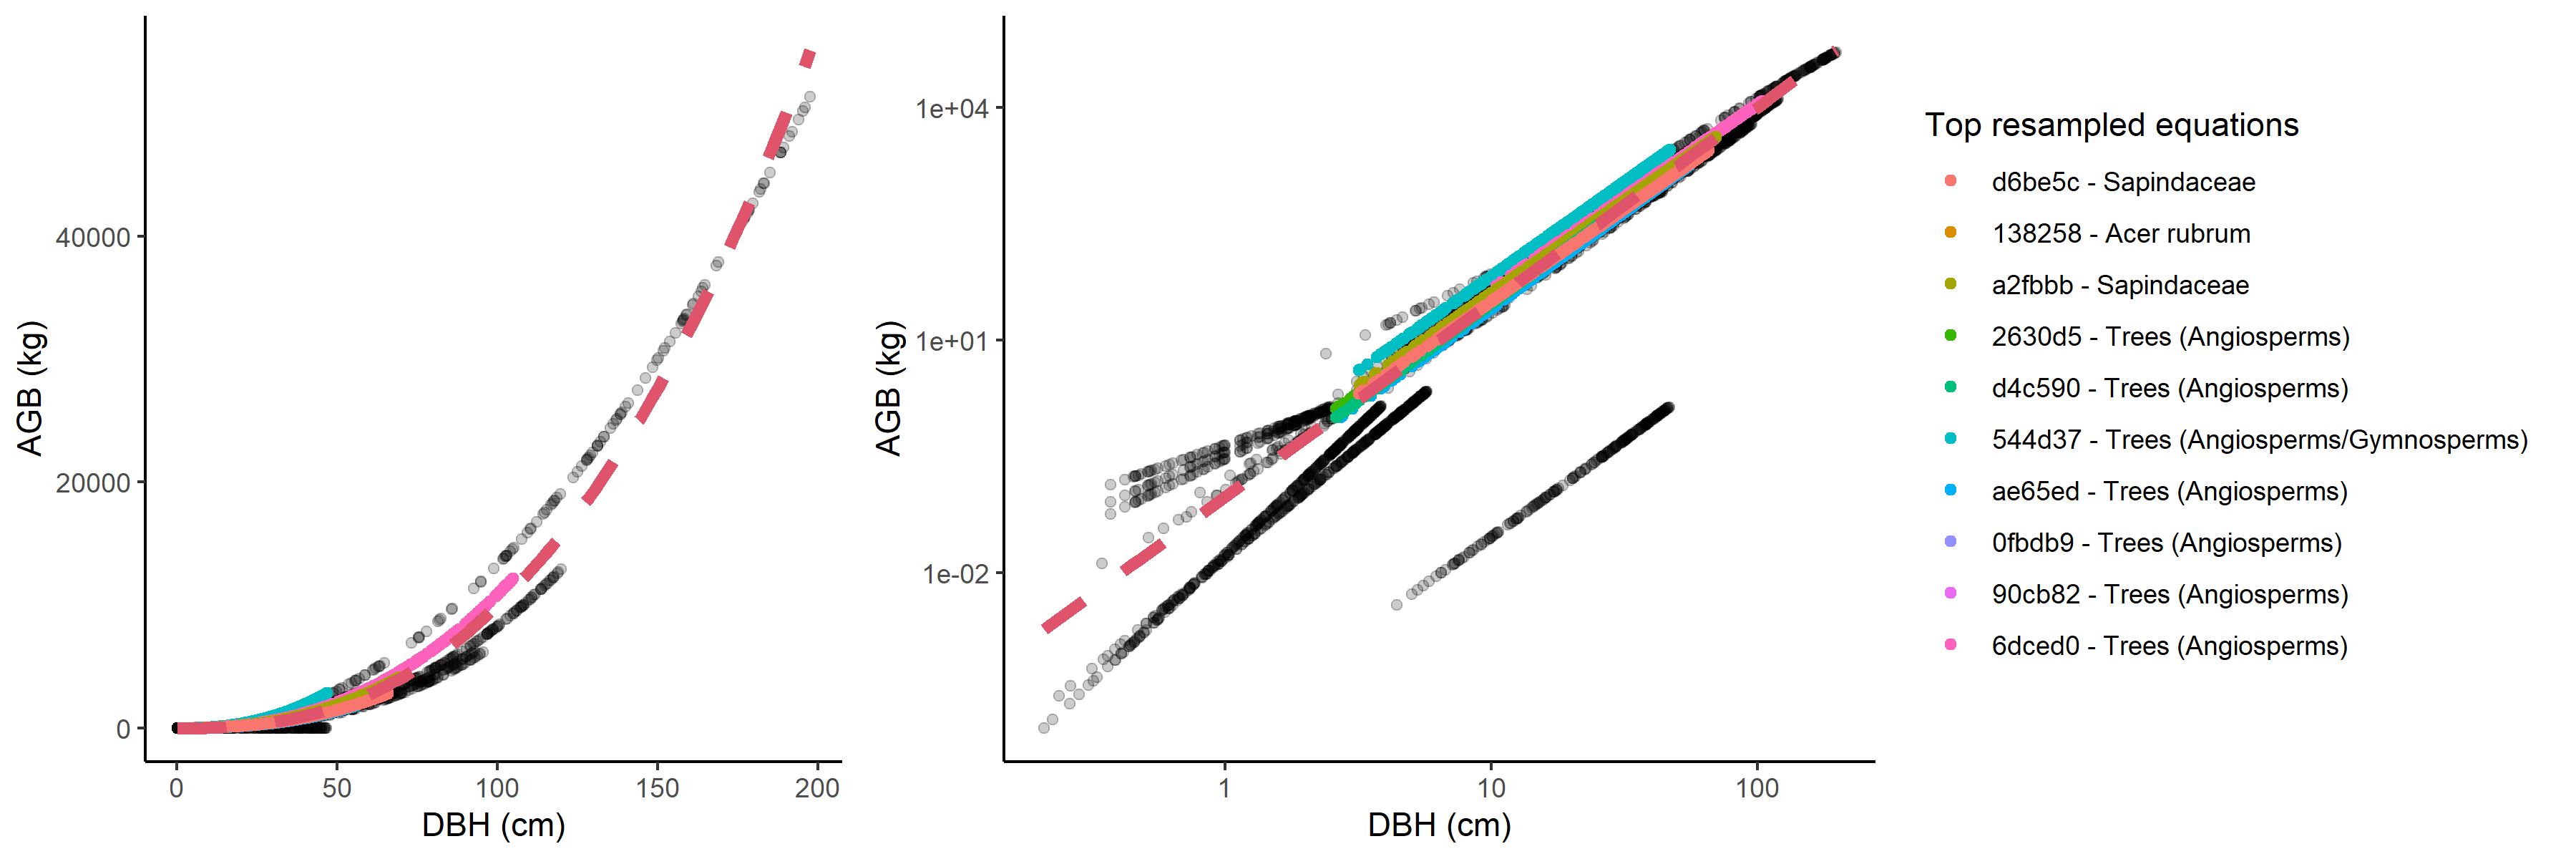 AGB (kg)
40000
20000
0
0
50
100
150
200
DBH (cm)
AGB (kg)
1e+04
1e+01
1e-02
1
10
100
DBH (cm)
Top resampled equations
d6be5c - Sapindaceae
138258 - Acer rubrum
a2fbbb - Sapindaceae
2630d5 - Trees (Angiosperms)
d4c590 - Trees (Angiosperms)
544d37 - Trees (Angiosperms/Gymnosperms)
ae65ed - Trees (Angiosperms)
0fbdb9 - Trees (Angiosperms)
90cb82 - Trees (Angiosperms)
6dced0 - Trees (Angiosperms)